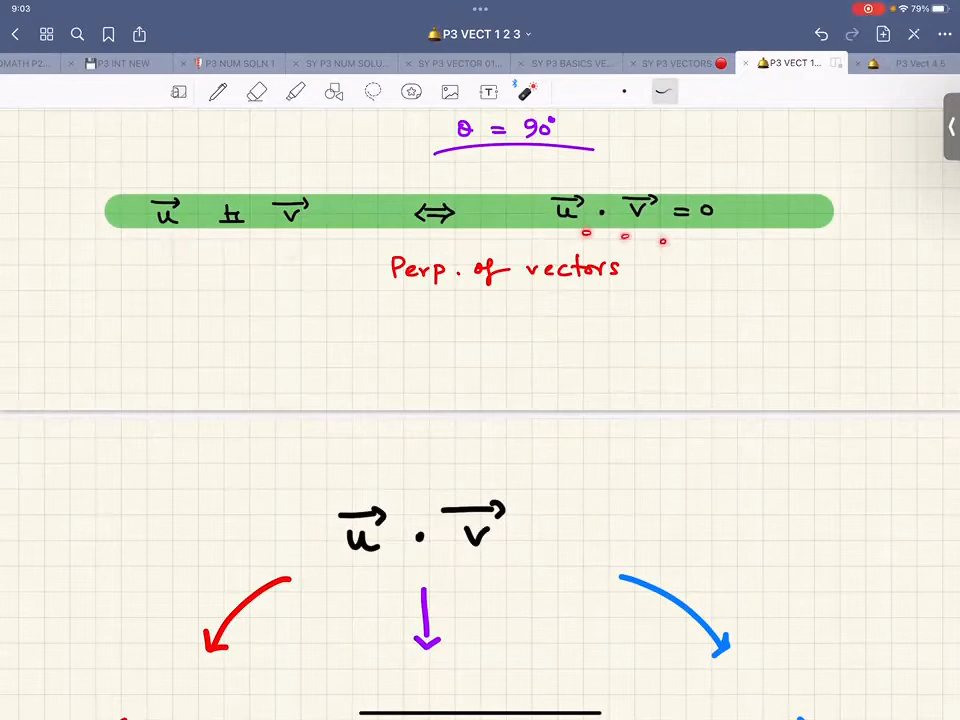 9:03
79%
🔔P3 VECT 1 2 3
OMATH P2...
💾P3 INT NEW
P3 NUM SQLN 1
SY P3 NUM SOLU...
SY P3 VECTOR 01...
SY P3 BASICS VE...
SY P3 VECTORS 🔴
🔔P3 VECT 1...
🔔 P3 Vect 4 5
θ = 90°
u⃗ ⊥ v⃗ ⇔ u⃗ . v⃗ = 0
Perp. of vectors
u⃗ . v⃗